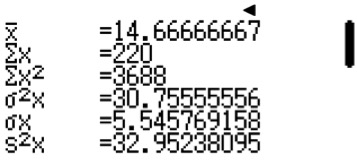 x̄ =14.66666667
Σx =220
Σx² =3688
σ²x =30.75555556
σx =5.545769158
s²x =32.95238095